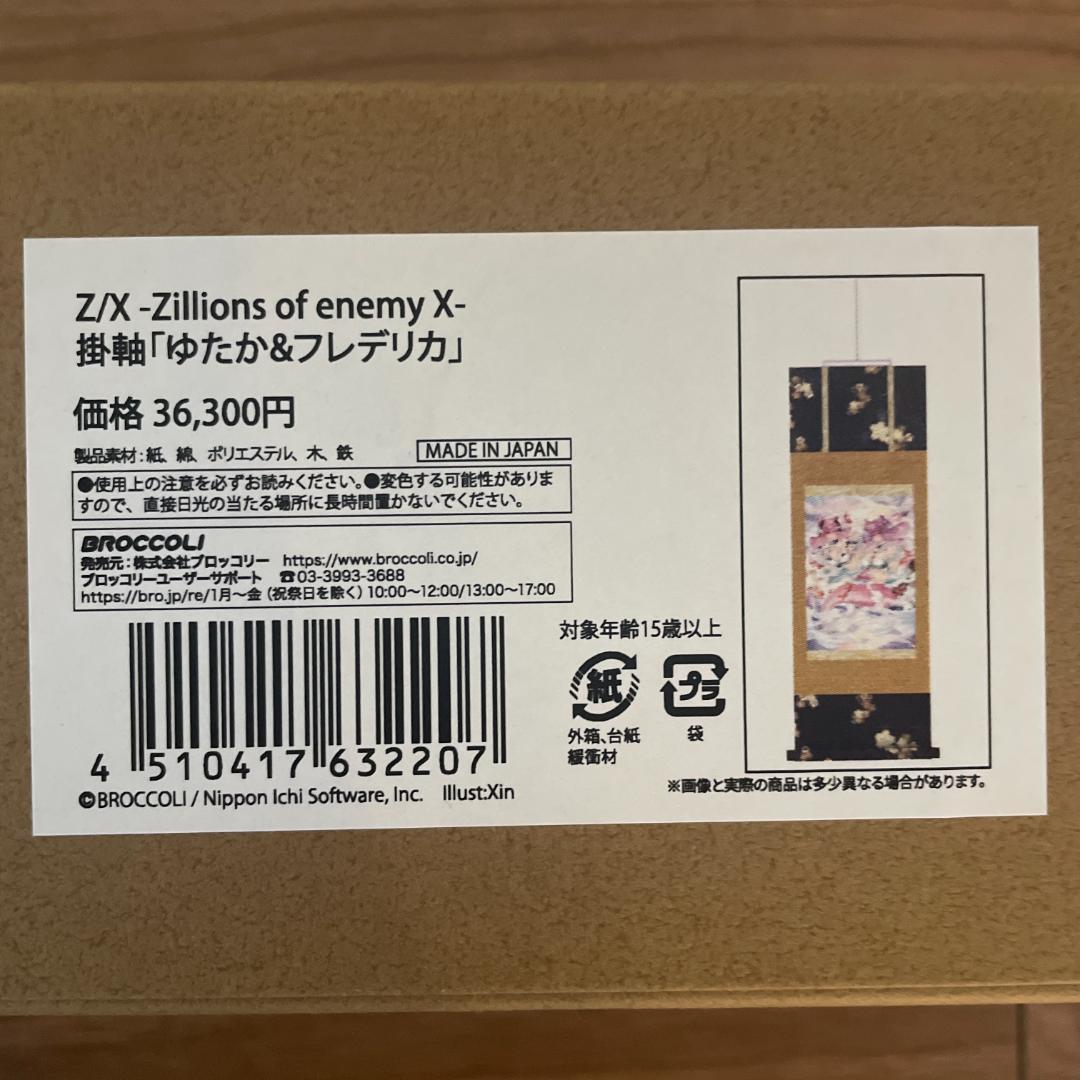 Z/X -Zillions of enemy X-
掛軸「ゆたか&フレデリカ」
価格 36,300円
製品素材:紙、綿、ポリエステル、木、鉄
MADE IN JAPAN
●使用上の注意を必ずお読みください。●変色する可能性がありま
すので、直接日光の当たる場所に長時間置かないでください。
BROCCOLI
発売元:株式会社ブロッコリー https://www.broccoli.co.jp/
ブロッコリーユーザーサポート ☎03-3993-3688
https://bro.jp/re/1月〜金(祝祭日を除く)10:00〜12:00/13:00〜17:00
対象年齢15歳以上
紙
プラ
外箱、台紙
緩衝材
袋
4 510417 632207
©BROCCOLI / Nippon Ichi Software, Inc. Illust:Xin
※画像と実際の商品は多少異なる場合があります。